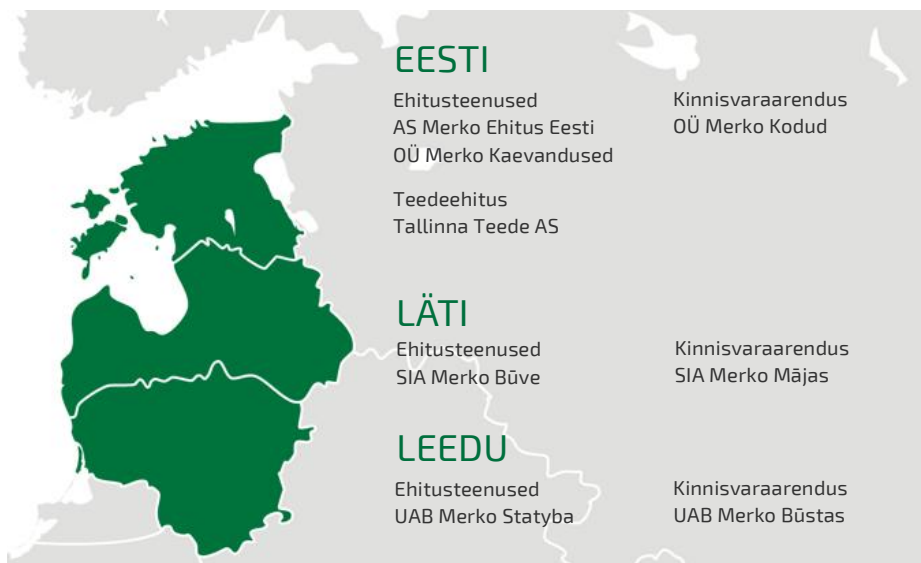 EESTI
Ehitusteenused
AS Merko Ehitus Eesti
OÜ Merko Kaevandused
Kinnisvaraarendus
OÜ Merko Kodud
Teedeehitus
Tallinna Teede AS
LÄTI
Ehitusteenused
SIA Merko Būve
Kinnisvaraarendus
SIA Merko Mājas
LEEDU
Ehitusteenused
UAB Merko Statyba
Kinnisvaraarendus
UAB Merko Būstas